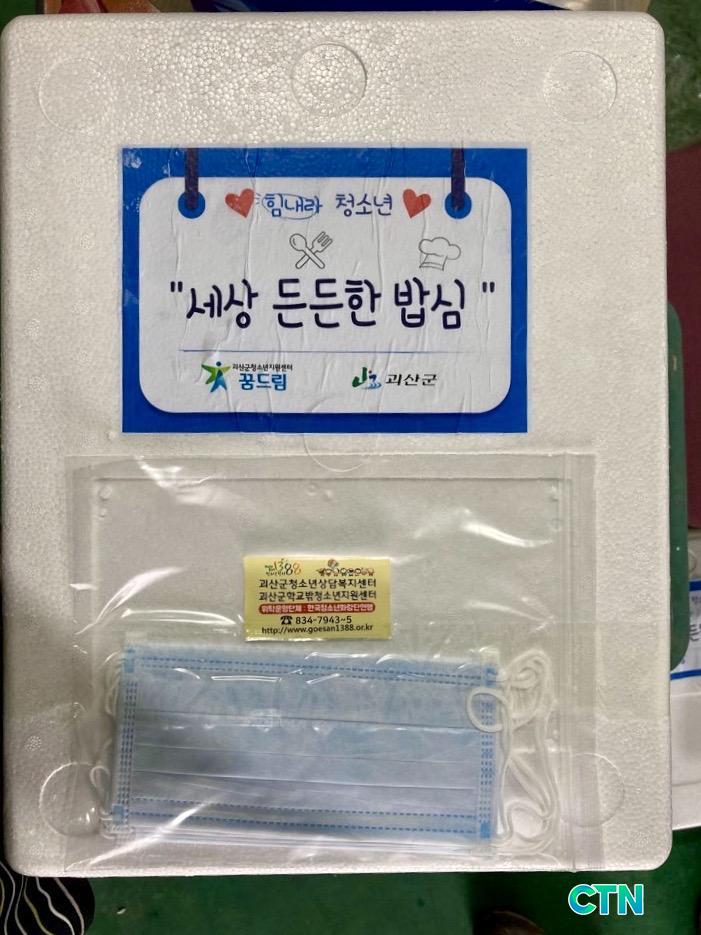 힘내라 청소년
"세상 든든한 밥심"
괴산군청소년지원센터
꿈드림
괴산군
1388
괴산군청소년상담복지센터
괴산군학교밖청소년지원센터
위탁운영단체 : 한국청소년화랑단연맹
☎ 834-7943~5
http://www.goesan1388.or.kr
CTN